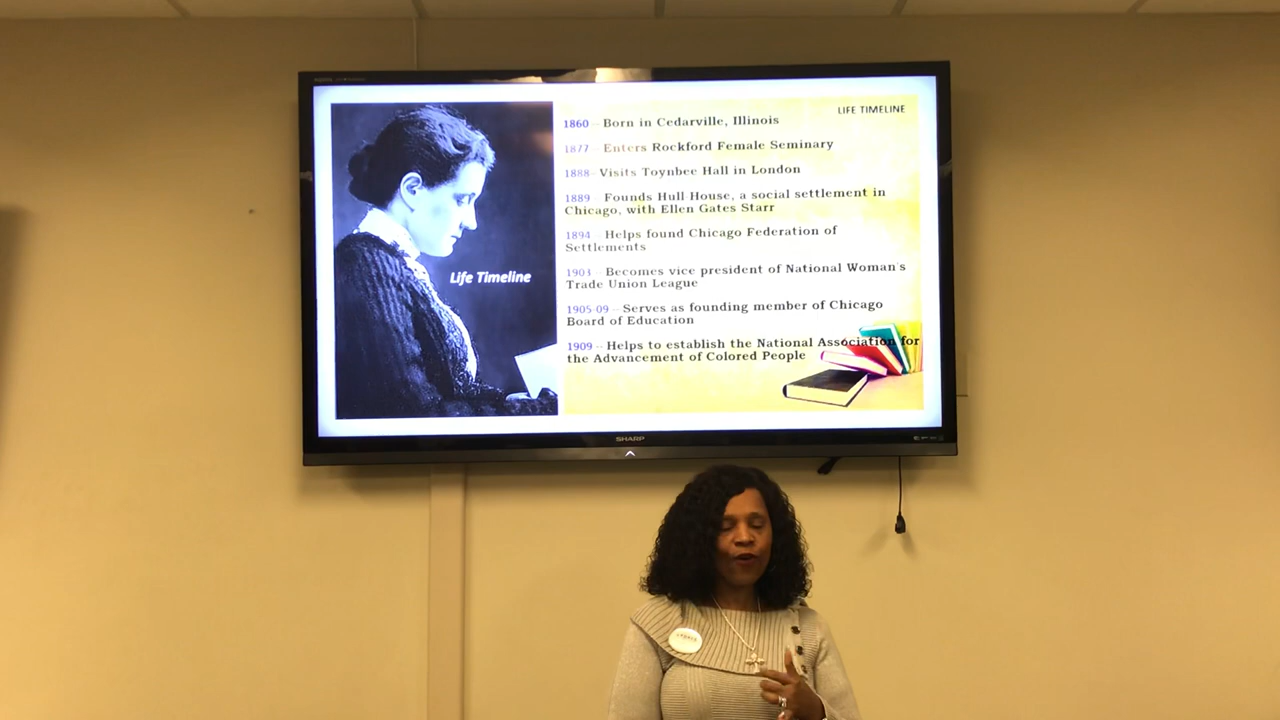 LIFE TIMELINE
1860 - Born in Cedarville, Illinois
1877 - Enters Rockford Female Seminary
1888- Visits Toynbee Hall in London
1889 - Founds Hull House, a social settlement in
Chicago, with Ellen Gates Starr
1894 - Helps found Chicago Federation of
Settlements
1903 - Becomes vice president of National Woman's
Trade Union League
1905-09 - Serves as founding member of Chicago
Board of Education
1909 - Helps to establish the National Association for
the Advancement of Colored People
Life Timeline
SHARP